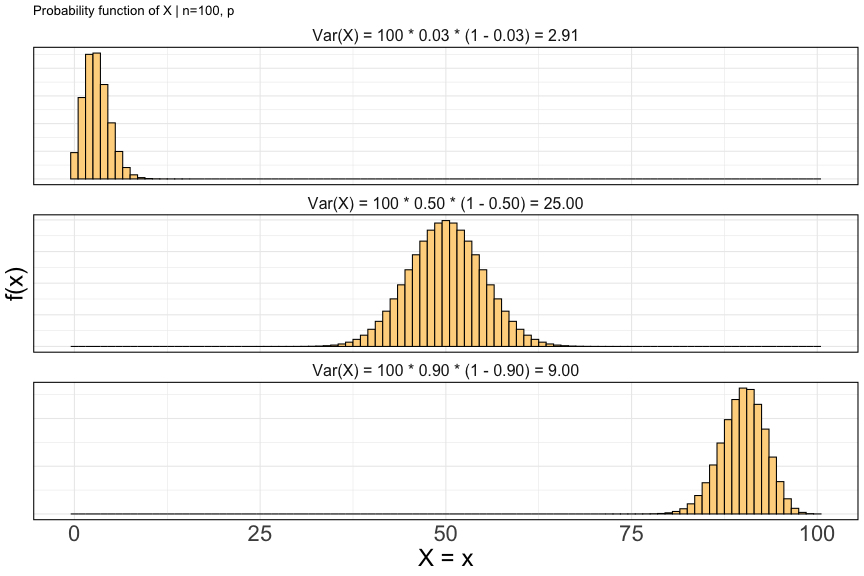 Probability function of X | n=100, p
Var(X) = 100 * 0.03 * (1 - 0.03) = 2.91
Var(X) = 100 * 0.50 * (1 - 0.50) = 25.00
f(x)
Var(X) = 100 * 0.90 * (1 - 0.90) = 9.00
0 25 50 75 100
X = x